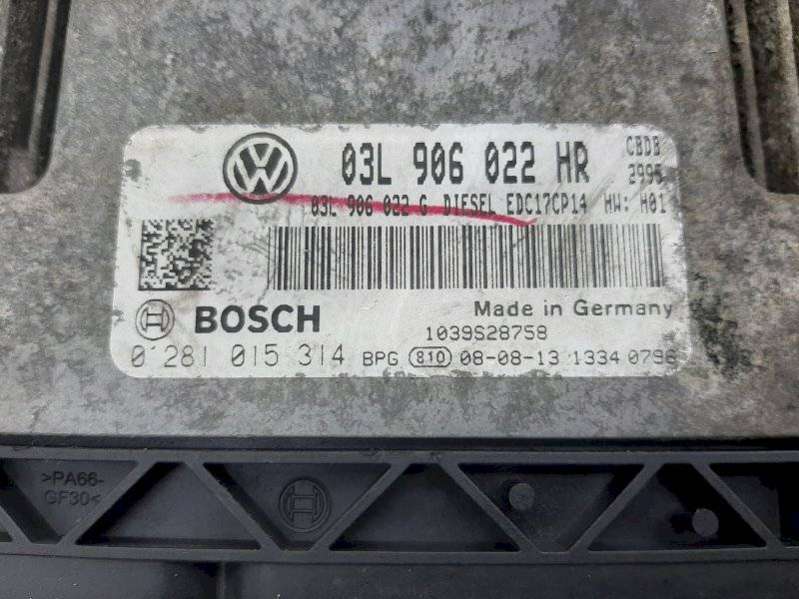 03L 906 022 HR CBDB
2996
03L 906 022 G DIESEL EDC17CP14 HW: H01
BOSCH Made in Germany
1039S28758
0 281 015 314 BPG 810 08-08-13 1334 0796
>PA66-
GF30<